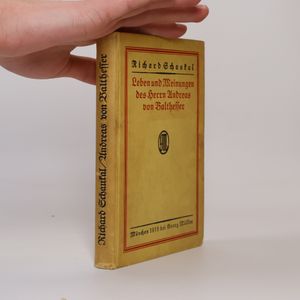 Richard Schaukal
Leben und Meinungen
des Herrn Andreas
von Balthesser
München bei Georg Müller
Richard Schaukal/Andreas von Balthesser